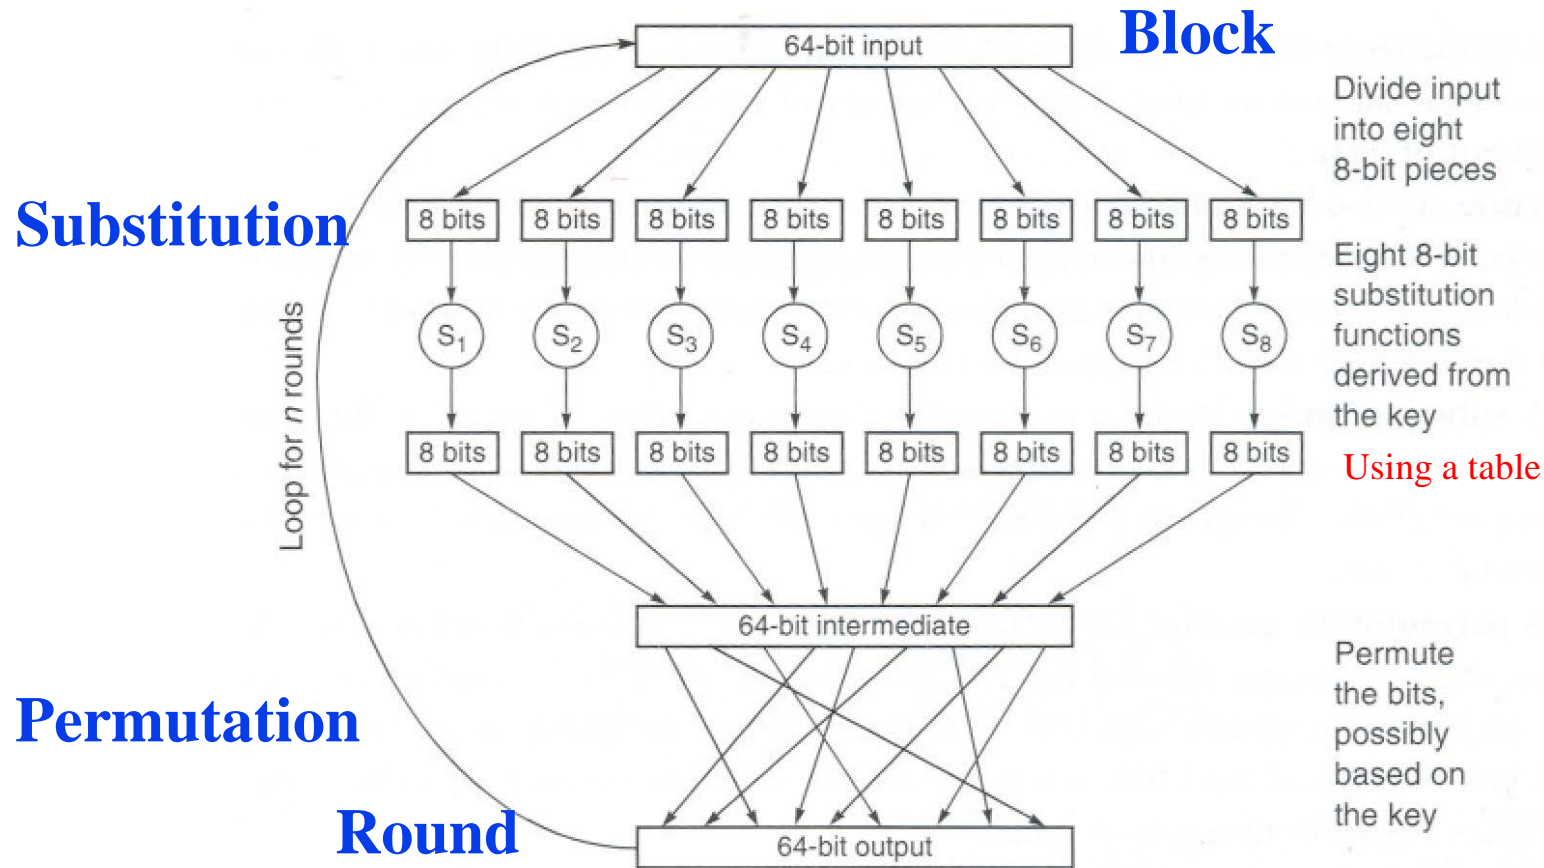 Block
64-bit input
Divide input
into eight
8-bit pieces
Substitution
8 bits 8 bits 8 bits 8 bits 8 bits 8 bits 8 bits 8 bits
Eight 8-bit
substitution
functions
derived from
the key
S1 S2 S3 S4 S5 S6 S7 S8
Loop for n rounds
8 bits 8 bits 8 bits 8 bits 8 bits 8 bits 8 bits 8 bits
Using a table
64-bit intermediate
Permutation
Permute
the bits,
possibly
based on
the key
Round
64-bit output